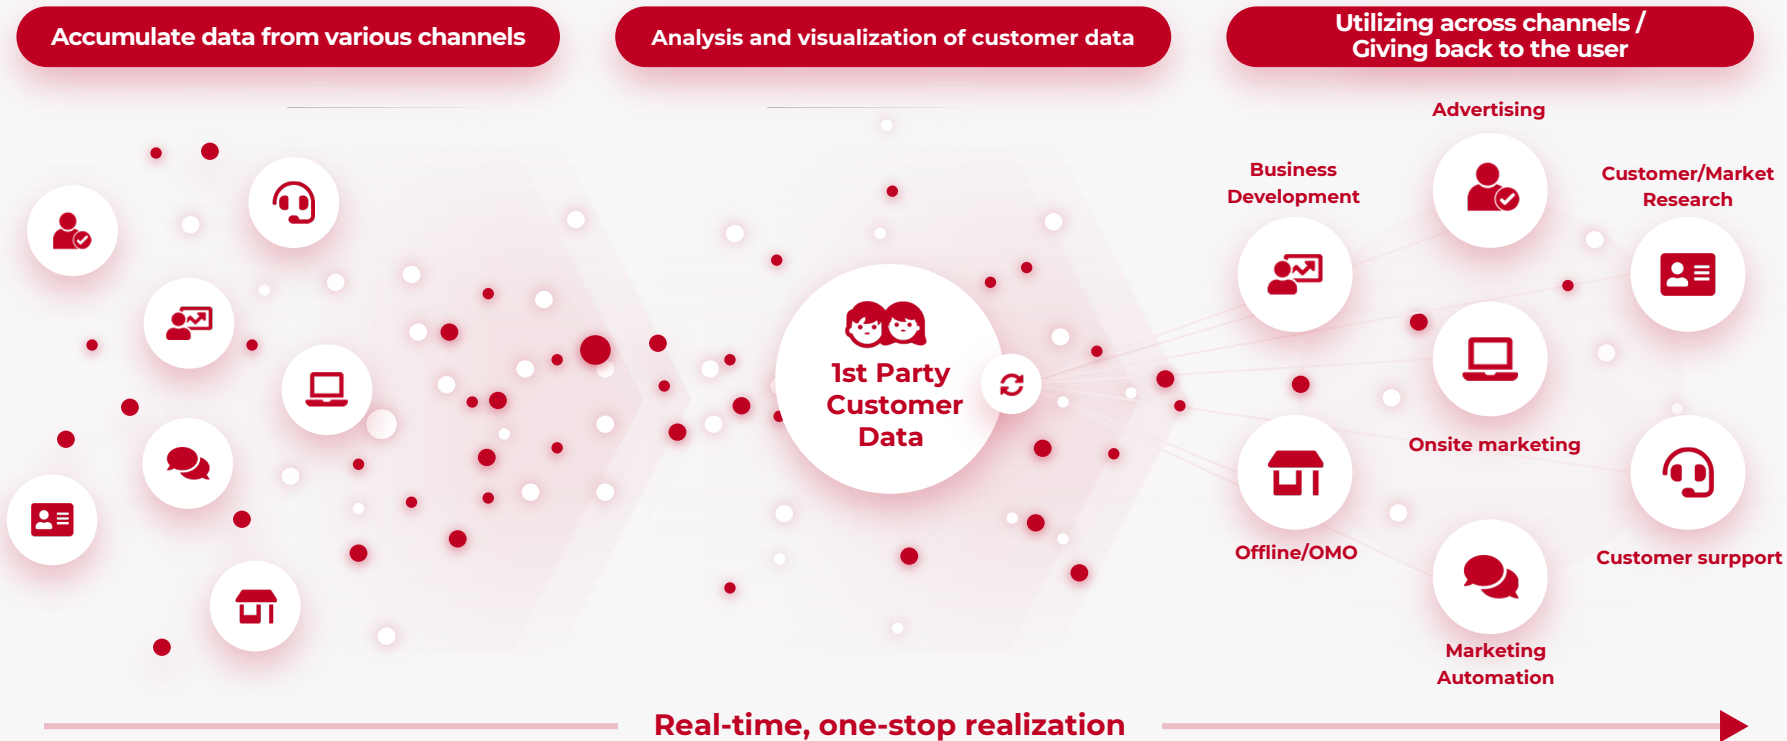 Accumulate data from various channels
Analysis and visualization of customer data
Utilizing across channels /
Giving back to the user
Advertising
Business
Development
Customer/Market
Research
1st Party
Customer
Data
Onsite marketing
Offline/OMO
Customer surpport
Marketing
Automation
Real-time, one-stop realization